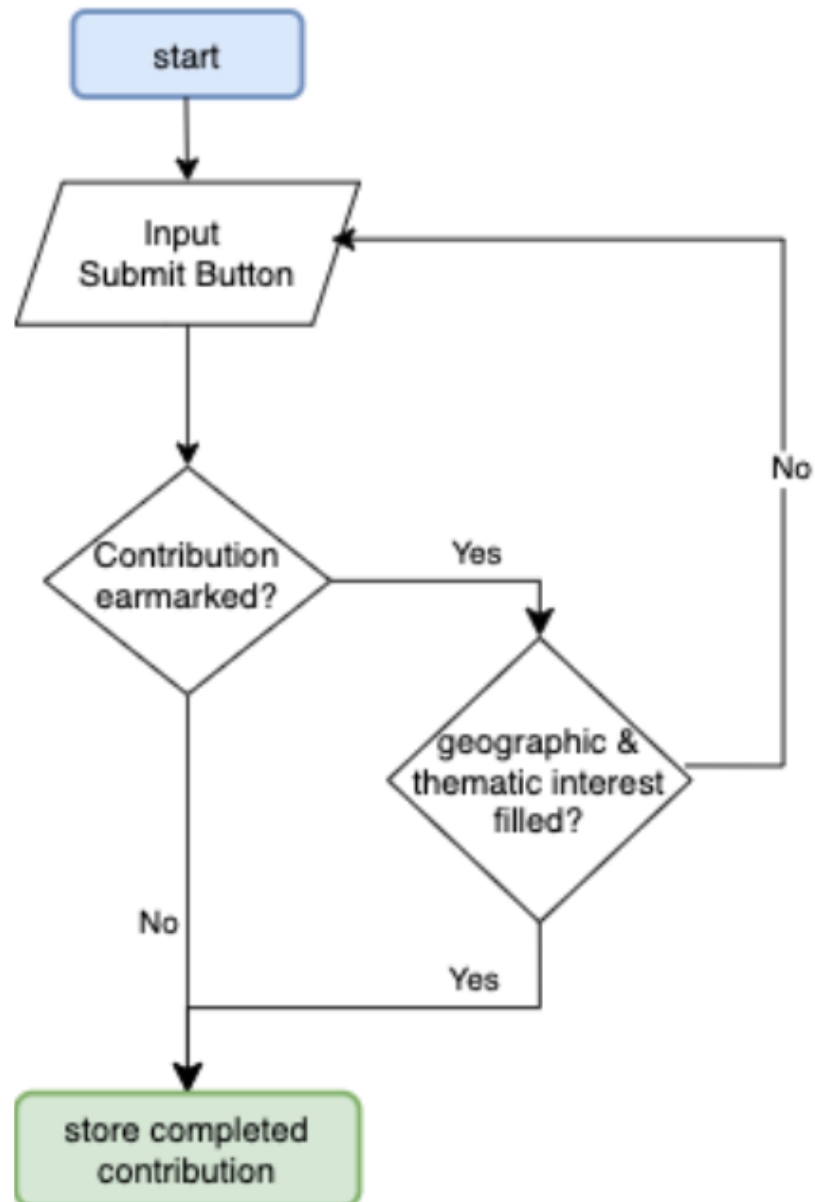 start
Input
Submit Button
No
Contribution
earmarked?
Yes
geographic &
thematic interest
filled?
No
Yes
store completed
contribution